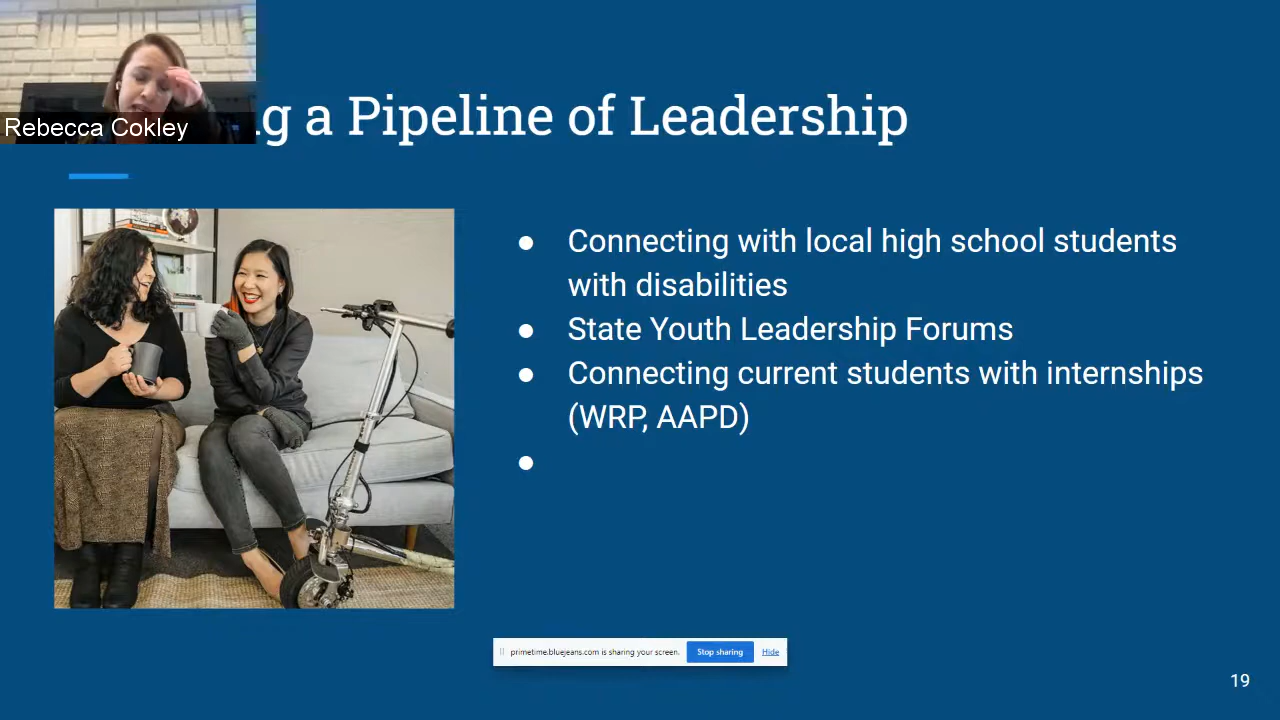 Rebecca Cokley
g a Pipeline of Leadership
● Connecting with local high school students
with disabilities
● State Youth Leadership Forums
● Connecting current students with internships
(WRP, AAPD)
●
primetime.bluejeans.com is sharing your screen. Stop sharing Hide
19